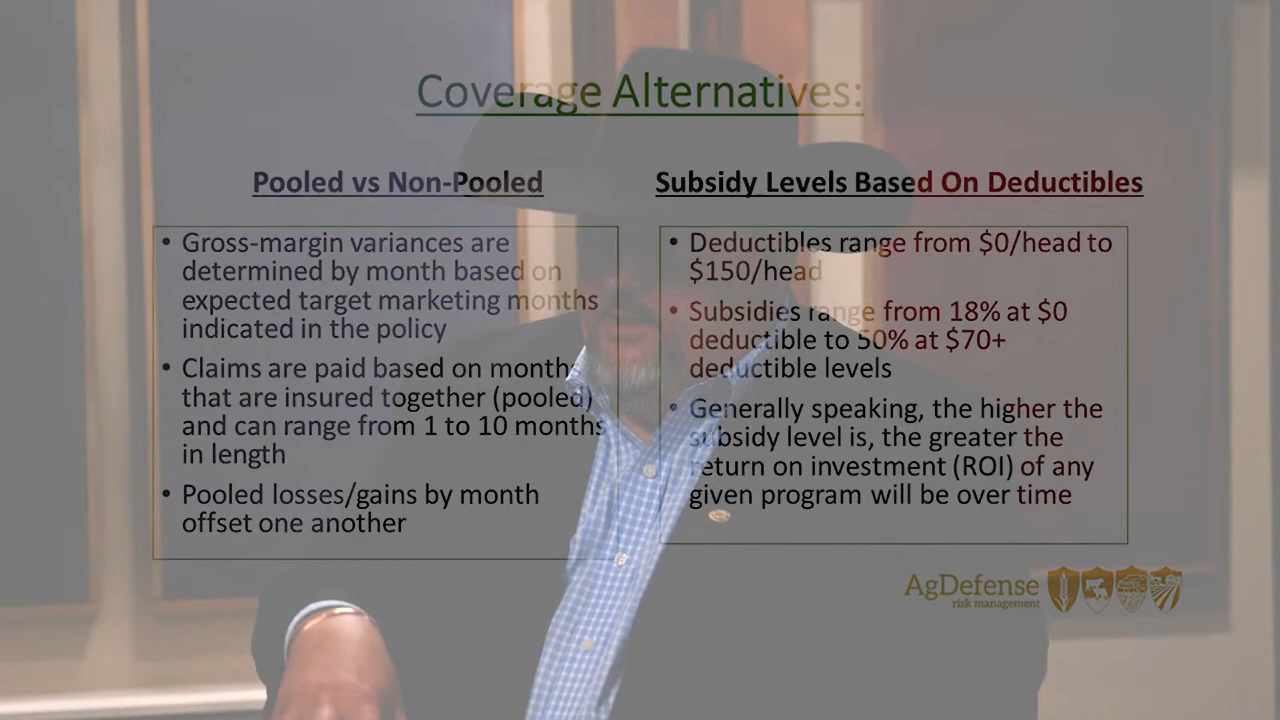 Coverage Alternatives:
Pooled vs Non-Pooled
• Gross-margin variances are
determined by month based on
expected target marketing months
indicated in the policy
• Claims are paid based on months
that are insured together (pooled)
and can range from 1 to 10 months
in length
• Pooled losses/gains by month
offset one another
Subsidy Levels Based On Deductibles
• Deductibles range from $0/head to
$150/head
• Subsidies range from 18% at $0
deductible to 50% at $70+
deductible levels
• Generally speaking, the higher the
subsidy level is, the greater the
return on investment (ROI) of any
given program will be over time
AgDefense
risk management